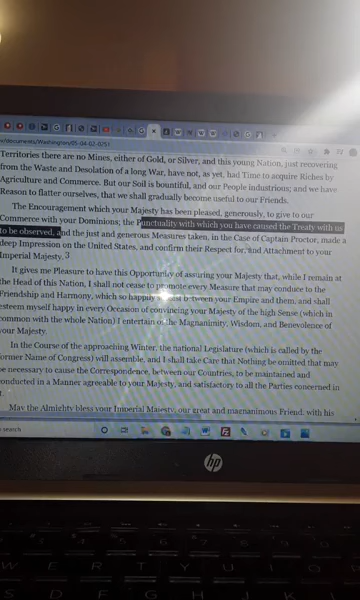 /documents/Washington/05-04-02-0251
Territories there are no Mines, either of Gold, or Silver, and this young Nation, just recovering
from the Waste and Desolation of a long War, have not, as yet, had Time to acquire Riches by
Agriculture and Commerce. But our Soil is bountiful, and our People industrious; and we have
Reason to flatter ourselves, that we shall gradually become useful to our Friends.
The Encouragement which your Majesty has been pleased, generously, to give to our
Commerce with your Dominions; the Punctuality with which you have caused the Treaty with us
to be observed, and the just and generous Measures taken, in the Case of Captain Proctor, made a
deep Impression on the United States, and confirm their Respect for, and Attachment to your
Imperial Majesty. 3
It gives me Pleasure to have this Opportunity of assuring your Majesty that, while I remain at
the Head of this Nation, I shall not cease to promote every Measure that may conduce to the
Friendship and Harmony, which so happily between your Empire and them, and shall
esteem myself happy in every Occasion of convincing your Majesty of the high Sense (which in
common with the whole Nation) I entertain of the Magnanimity, Wisdom, and Benevolence of
your Majesty.
In the Course of the approaching Winter, the national Legislature (which is called by the
former Name of Congress) will assemble, and I shall take Care that Nothing be omitted that may
be necessary to cause the Correspondence, between our Countries, to be maintained and
conducted in a Manner agreeable to your Majesty, and satisfactory to all the Parties concerned in
May the Almighty bless your Imperial Majesty, our great and magnanimous Friend, with his
search
hp
W E R T Y U I O P
S D F G H J K L